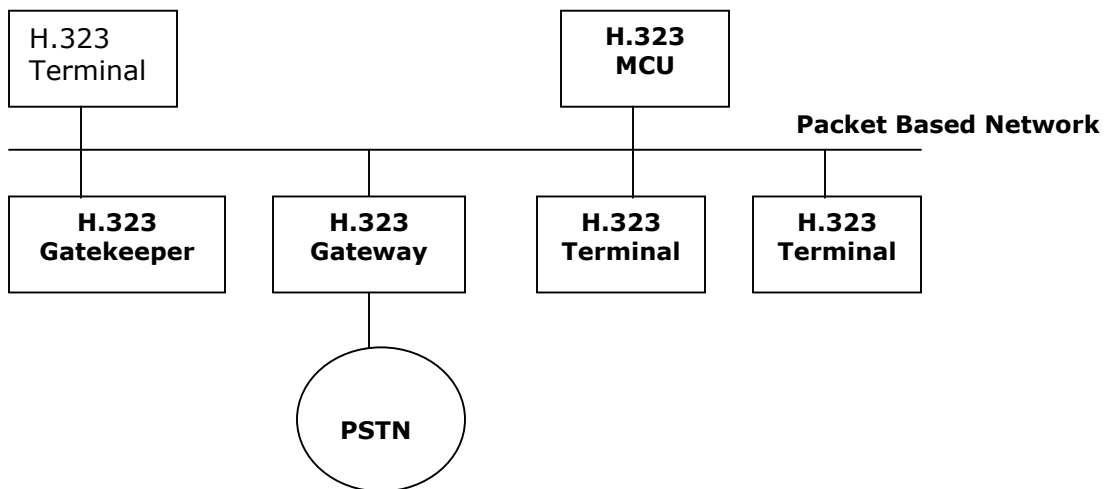 H.323
Terminal
H.323
MCU
Packet Based Network
H.323
Gatekeeper
H.323
Gateway
H.323
Terminal
H.323
Terminal
PSTN